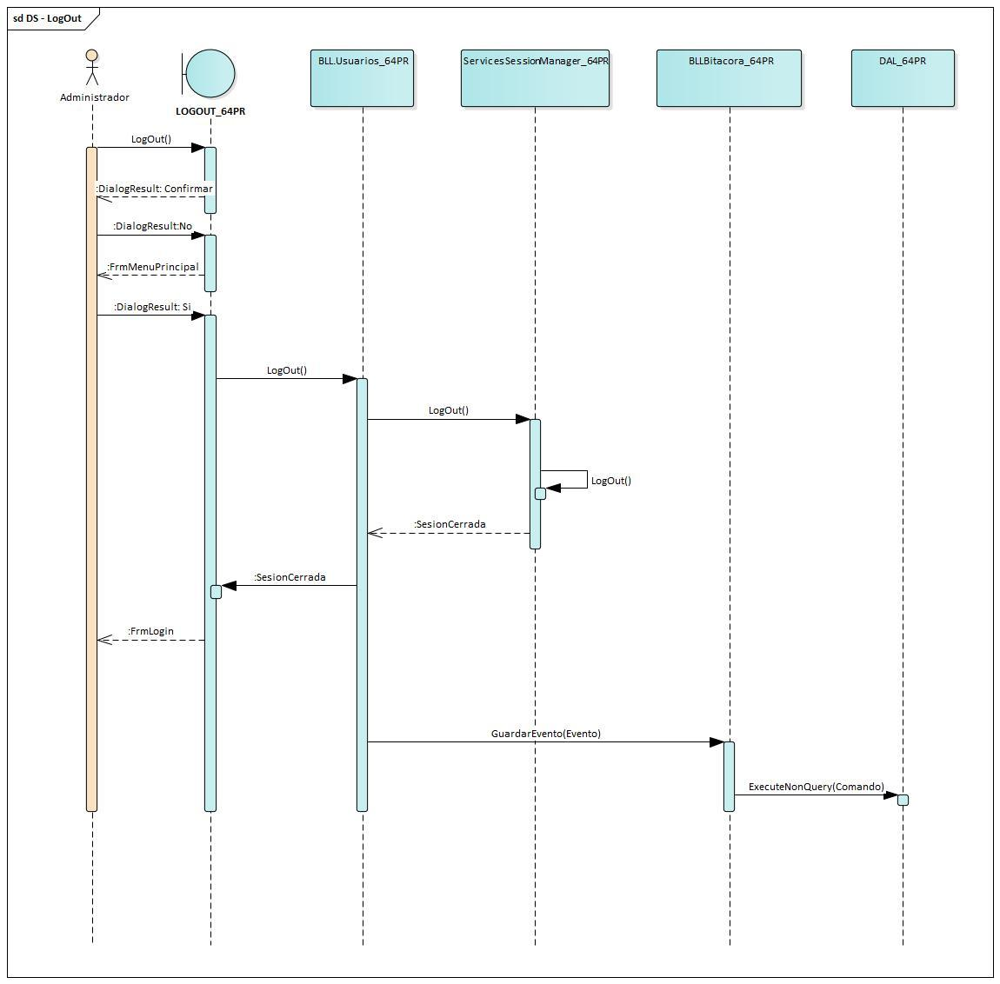 sd DS - LogOut
Administrador
LOGOUT_64PR
BLL.Usuarios_64PR
ServicesSessionManager_64PR
BLLBitacora_64PR
DAL_64PR
LogOut()
:DialogResult: Confirmar
:DialogResult:No
:FrmMenuPrincipal
:DialogResult: Si
LogOut()
LogOut()
LogOut()
:SesionCerrada
:SesionCerrada
:FrmLogin
GuardarEvento(Evento)
ExecuteNonQuery(Comando)